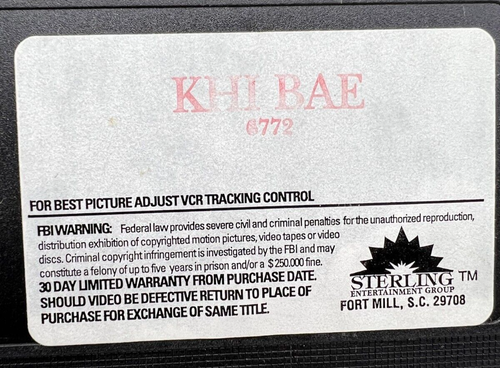 KHI BAE
6772
FOR BEST PICTURE ADJUST VCR TRACKING CONTROL
FBI WARNING: Federal law provides severe civil and criminal penalties for the unauthorized reproduction,
distribution exhibition of copyrighted motion pictures, video tapes or video
discs. Criminal copyright infringement is investigated by the FBI and may
constitute a felony of up to five years in prison and/or a $250.000 fine.
30 DAY LIMITED WARRANTY FROM PURCHASE DATE.
SHOULD VIDEO BE DEFECTIVE RETURN TO PLACE OF
PURCHASE FOR EXCHANGE OF SAME TITLE.
STERLING TM
ENTERTAINMENT GROUP
FORT MILL, S.C. 29708